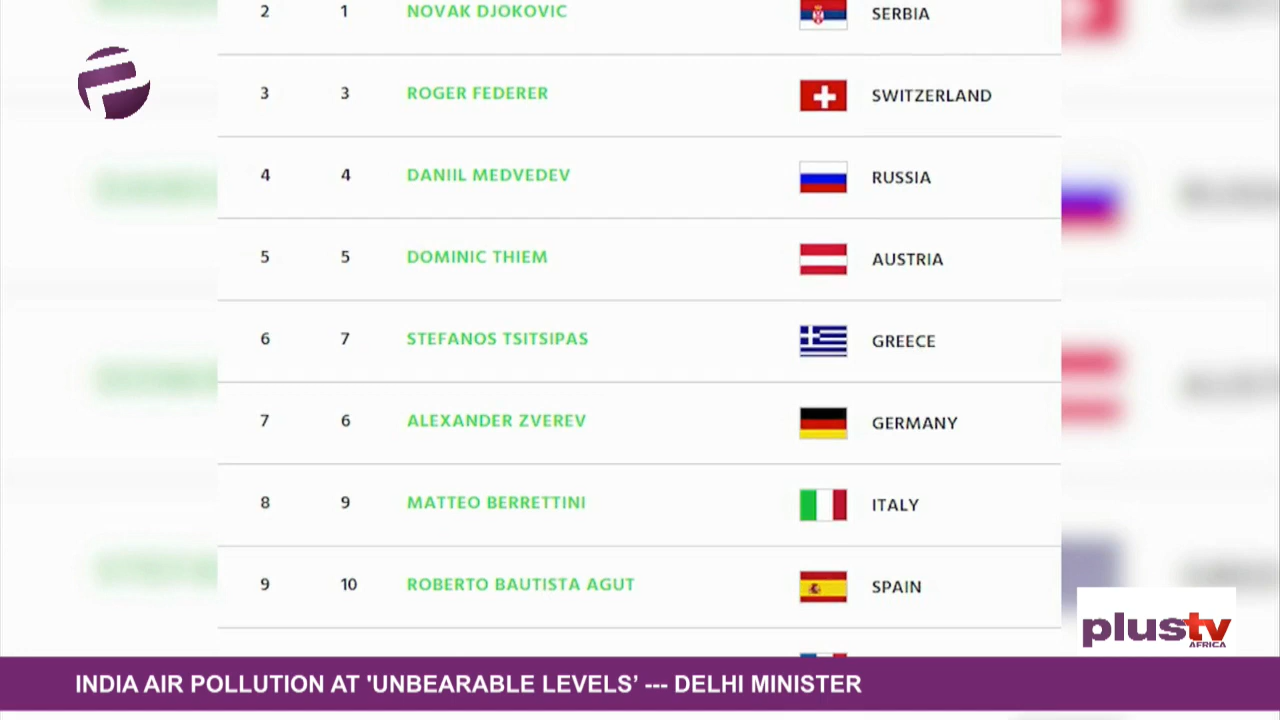 2 1 NOVAK DJOKOVIC SERBIA
3 3 ROGER FEDERER SWITZERLAND
4 4 DANIIL MEDVEDEV RUSSIA
5 5 DOMINIC THIEM AUSTRIA
6 7 STEFANOS TSITSIPAS GREECE
7 6 ALEXANDER ZVEREV GERMANY
8 9 MATTEO BERRETTINI ITALY
9 10 ROBERTO BAUTISTA AGUT SPAIN
plustv
AFRICA
INDIA AIR POLLUTION AT 'UNBEARABLE LEVELS’ --- DELHI MINISTER